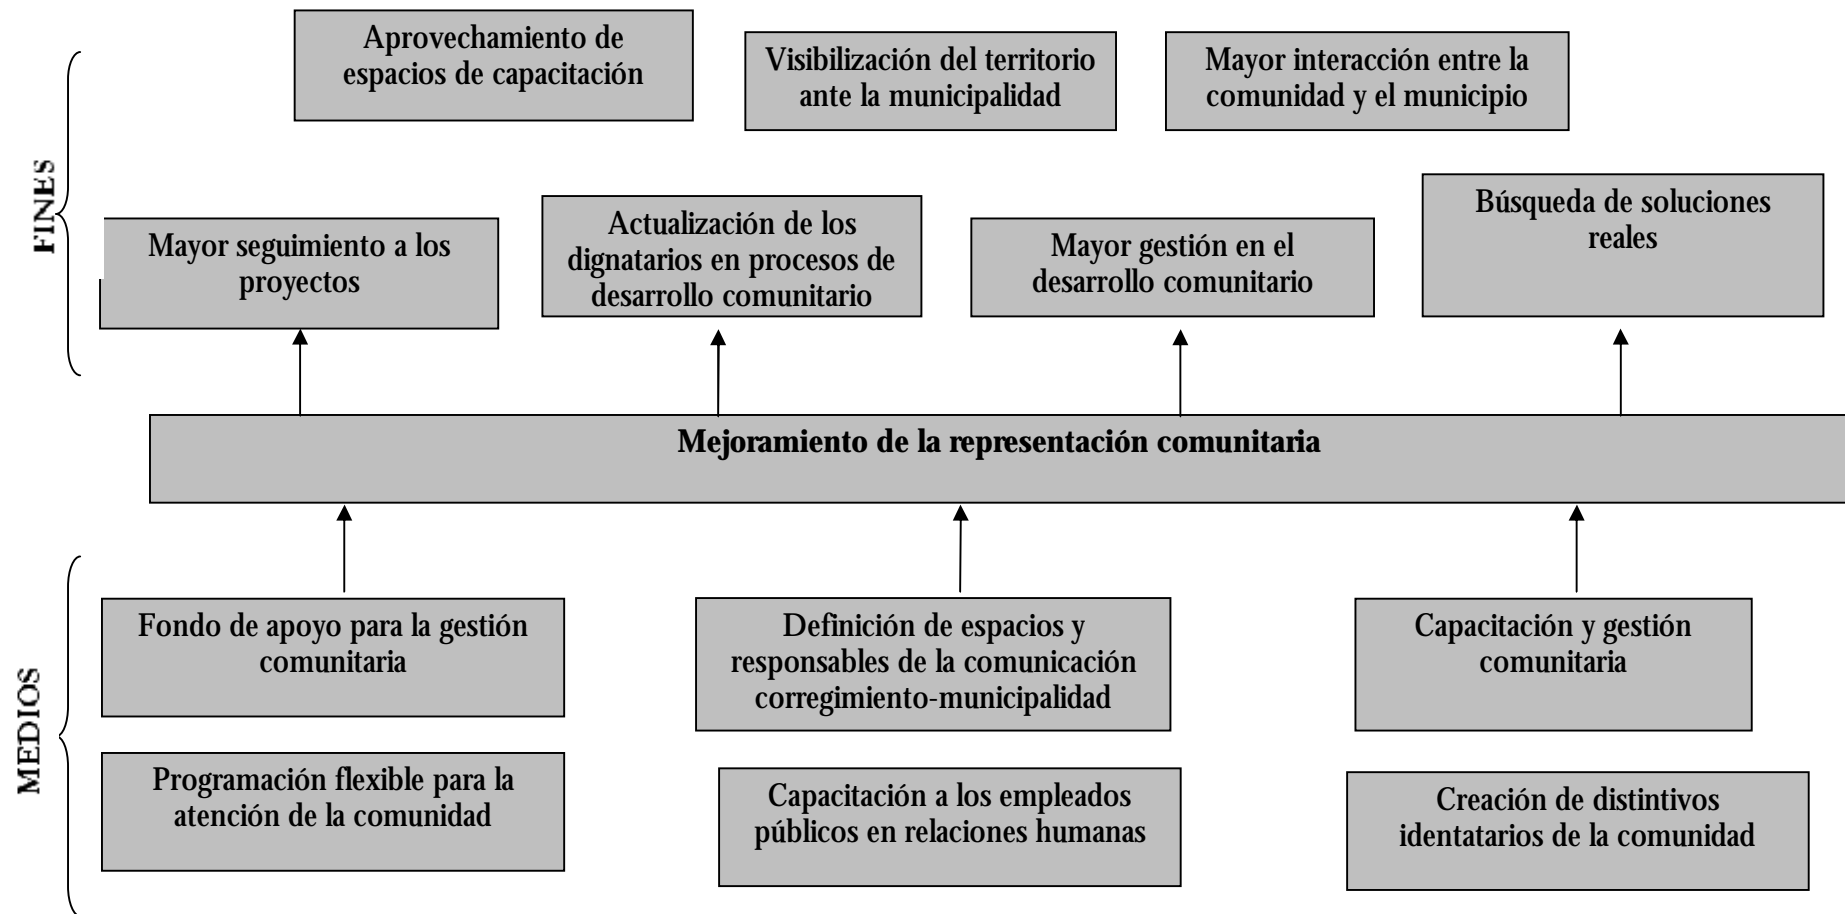 Aprovechamiento de
espacios de capacitación
Visibilización del territorio
ante la municipalidad
Mayor interacción entre la
comunidad y el municipio
FINES
Mayor seguimiento a los
proyectos
Actualización de los
dignatarios en procesos de
desarrollo comunitario
Mayor gestión en el
desarrollo comunitario
Búsqueda de soluciones
reales
Mejoramiento de la representación comunitaria
MEDIOS
Fondo de apoyo para la gestión
comunitaria
Definición de espacios y
responsables de la comunicación
corregimiento-municipalidad
Capacitación y gestión
comunitaria
Programación flexible para la
atención de la comunidad
Capacitación a los empleados
públicos en relaciones humanas
Creación de distintivos
identatarios de la comunidad